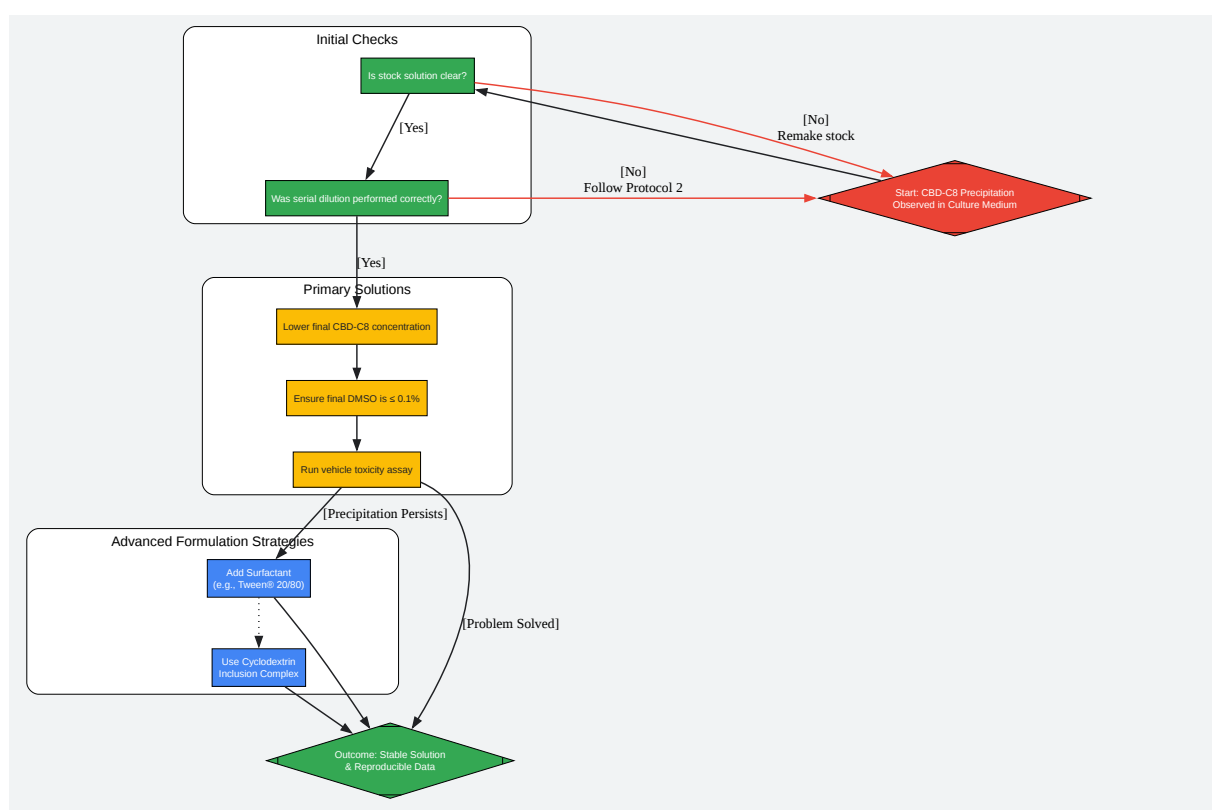 Initial Checks
Is stock solution clear?
[Yes]
[No]
Remake stock
[No]
Follow Protocol 2
Was serial dilution performed correctly?
Start: CBD-C8 Precipitation
Observed in Culture Medium
[Yes]
Primary Solutions
Lower final CBD-C8 concentration
Ensure final DMSO is ≤ 0.1%
Run vehicle toxicity assay
[Precipitation Persists]
Advanced Formulation Strategies
Add Surfactant
(e.g., Tween® 20/80)
[Problem Solved]
Use Cyclodextrin
Inclusion Complex
Outcome: Stable Solution
& Reproducible Data